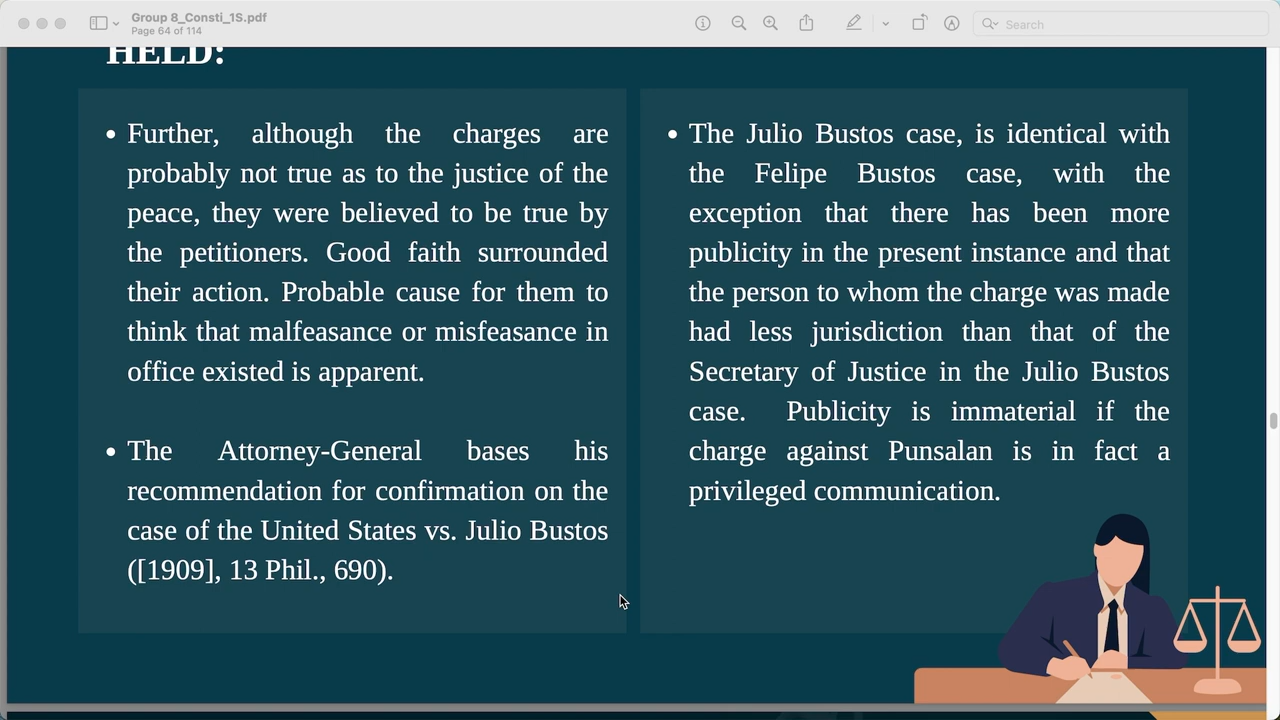 Group 8_Consti_1S.pdf
Page 64 of 114
Search
HELD:
• Further, although the charges are
probably not true as to the justice of the
peace, they were believed to be true by
the petitioners. Good faith surrounded
their action. Probable cause for them to
think that malfeasance or misfeasance in
office existed is apparent.
• The Attorney-General bases his
recommendation for confirmation on the
case of the United States vs. Julio Bustos
([1909], 13 Phil., 690).
• The Julio Bustos case, is identical with
the Felipe Bustos case, with the
exception that there has been more
publicity in the present instance and that
the person to whom the charge was made
had less jurisdiction than that of the
Secretary of Justice in the Julio Bustos
case. Publicity is immaterial if the
charge against Punsalan is in fact a
privileged communication.